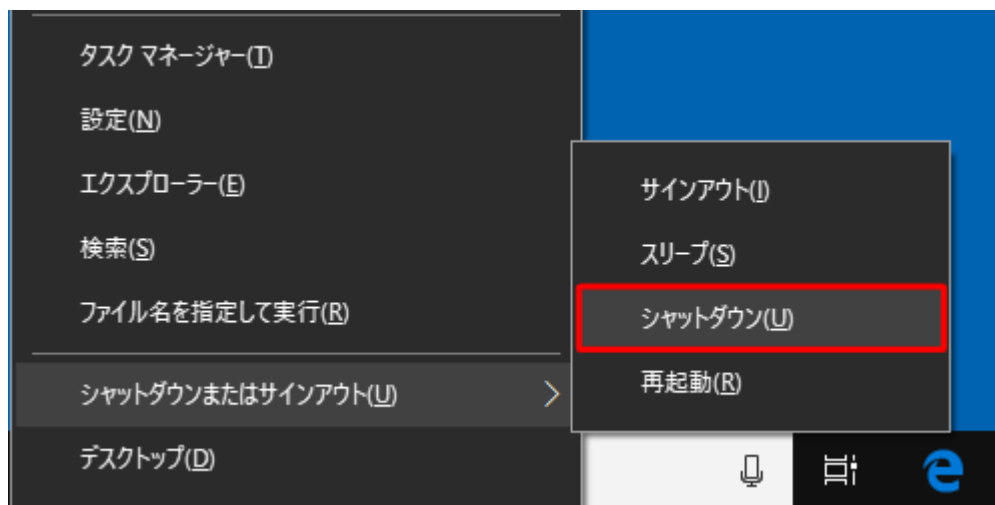 タスク マネージャー(T)
設定(N)
エクスプローラー(E)
検索(S)
ファイル名を指定して実行(R)
シャットダウンまたはサインアウト(U)
デスクトップ(D)
サインアウト(I)
スリープ(S)
シャットダウン(U)
再起動(R)